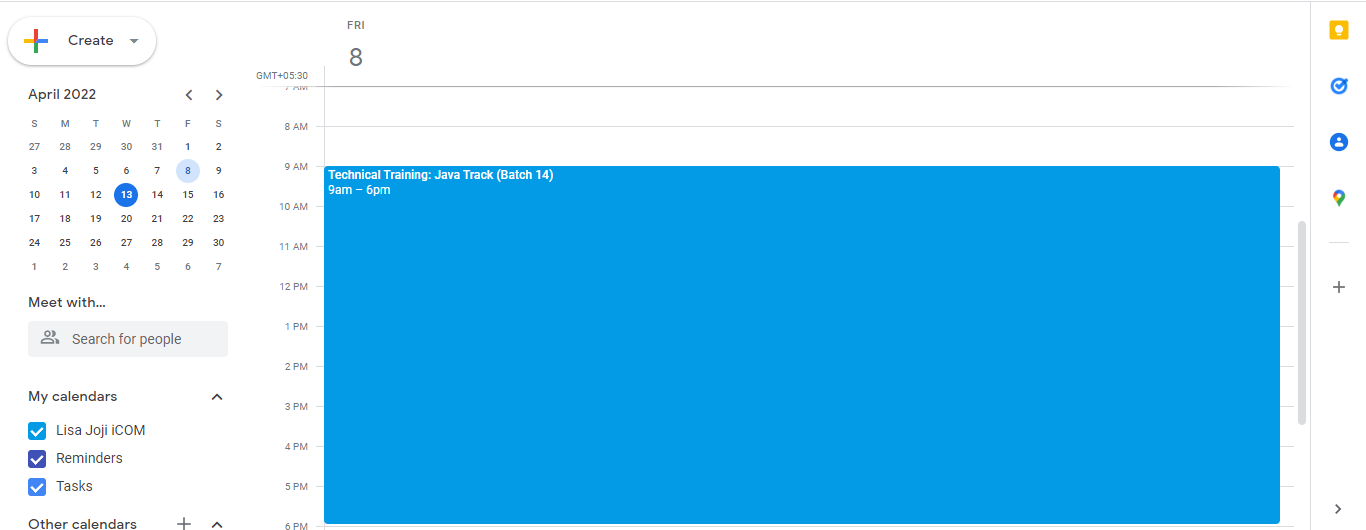 Create
April 2022
S M T W T F S
27 28 29 30 31 1 2
3 4 5 6 7 8 9
10 11 12 13 14 15 16
17 18 19 20 21 22 23
24 25 26 27 28 29 30
1 2 3 4 5 6 7
Meet with...
Search for people
My calendars
Lisa Joji iCOM
Reminders
Tasks
Other calendars
FRI
8
GMT+05:30
7 AM
8 AM
9 AM
Technical Training: Java Track (Batch 14)
9am – 6pm
10 AM
11 AM
12 PM
1 PM
2 PM
3 PM
4 PM
5 PM
6 PM